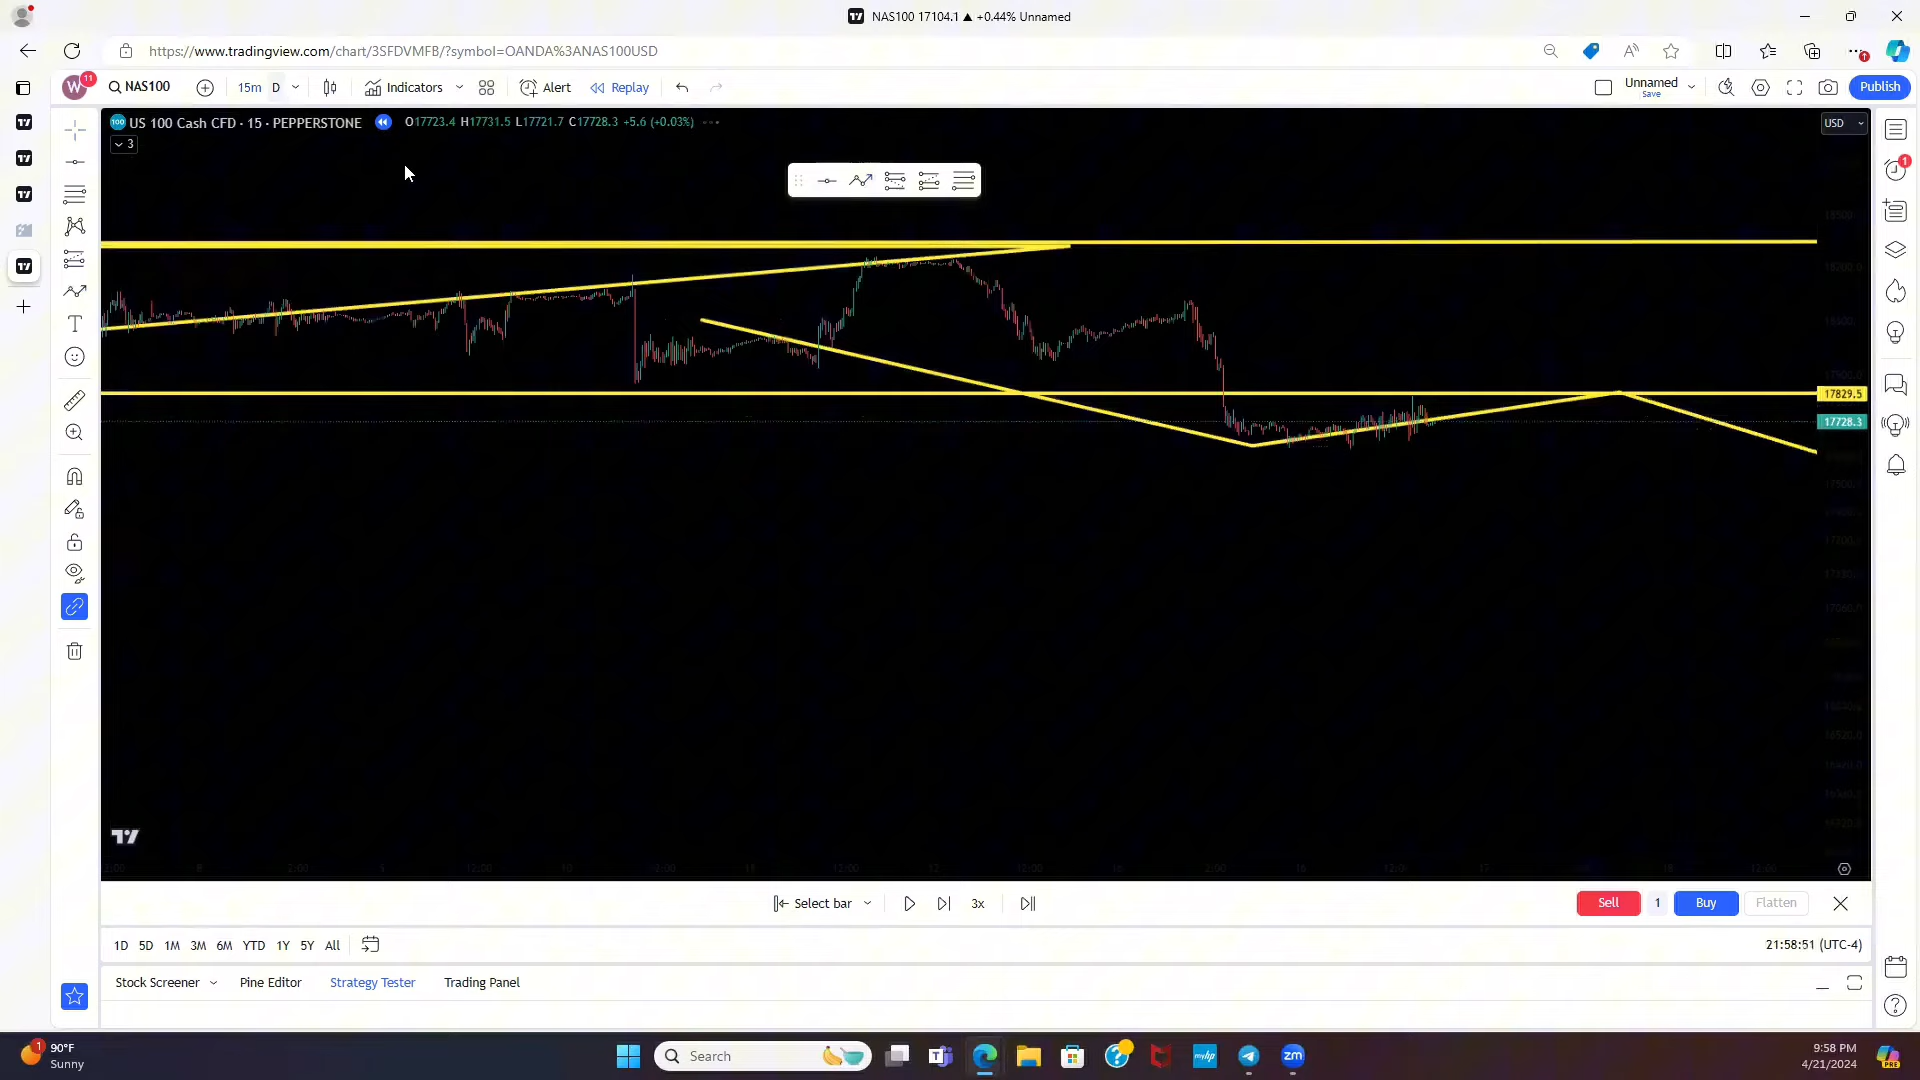 NAS100 17104.1 ▲ +0.44% Unnamed
https://www.tradingview.com/chart/3SFDVMFB/?symbol=OANDA%3ANAS100USD
W 11 NAS100 15m D Indicators Alert Replay Unnamed Save Publish
US 100 Cash CFD · 15 · PEPPERSTONE O17723.4 H17731.5 L17721.7 C17728.3 +5.6 (+0.03%) USD
3
17829.5
17728.3
Select bar 3x Sell 1 Buy Flatten
1D 5D 1M 3M 6M YTD 1Y 5Y All 21:58:51 (UTC-4)
Stock Screener Pine Editor Strategy Tester Trading Panel
90°F
Sunny
Search
zm
9:58 PM
4/21/2024